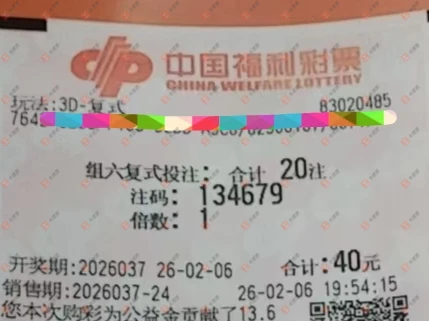 中国福利彩票
CHINA WELFARE LOTTERY
玩法:3D-复式 83020485
组六复式投注: 合计 20注
注码: 134679
倍数: 1
开奖期:2026037 26-02-06 合计:40元
销售期:2026037-24 26-02-06 19:54:15
您本次购彩为公益金贡献了13.6